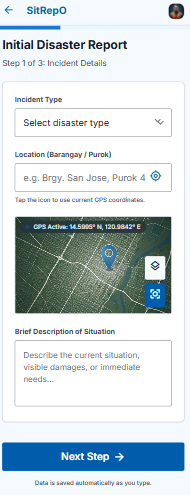 SitRepO
Initial Disaster Report
Step 1 of 3: Incident Details
Incident Type
Select disaster type
Location (Barangay / Purok)
e.g. Brgy. San Jose, Purok 4
Tap the icon to use current GPS coordinates.
GPS Active: 14.5995° N, 120.9842° E
Brief Description of Situation
Describe the current situation,
visible damages, or immediate
needs...
Next Step →
Data is saved automatically as you type.